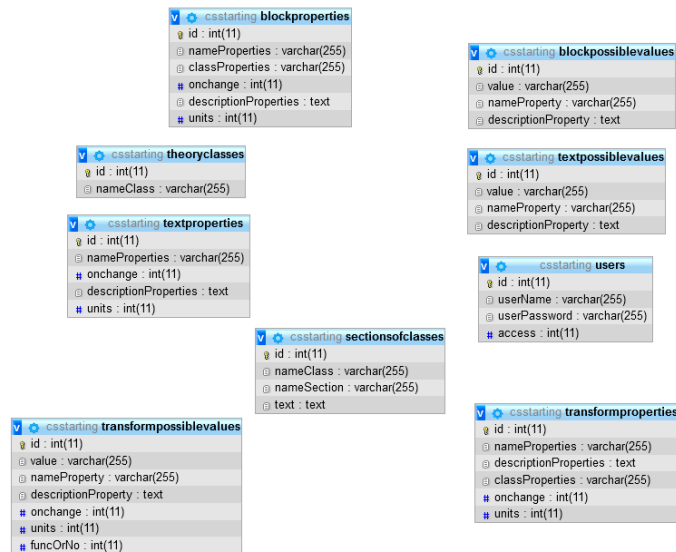 csstarting blockproperties
id : int(11)
nameProperties : varchar(255)
classProperties : varchar(255)
# onchange : int(11)
descriptionProperties : text
# units : int(11)
csstarting blockpossiblevalues
id : int(11)
value : varchar(255)
nameProperty : varchar(255)
descriptionProperty : text
csstarting theoryclasses
id : int(11)
nameClass : varchar(255)
csstarting textpossiblevalues
id : int(11)
value : varchar(255)
nameProperty : varchar(255)
descriptionProperty : text
csstarting textproperties
id : int(11)
nameProperties : varchar(255)
# onchange : int(11)
descriptionProperties : text
# units : int(11)
csstarting users
id : int(11)
userName : varchar(255)
userPassword : varchar(255)
# access : int(11)
csstarting sectionsofclasses
id : int(11)
nameClass : varchar(255)
nameSection : varchar(255)
text : text
csstarting transformpossiblevalues
id : int(11)
value : varchar(255)
nameProperty : varchar(255)
descriptionProperty : text
# onchange : int(11)
# units : int(11)
# funcOrNo : int(11)
csstarting transformproperties
id : int(11)
nameProperties : varchar(255)
descriptionProperties : text
classProperties : varchar(255)
# onchange : int(11)
# units : int(11)